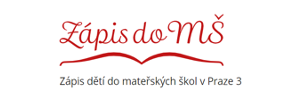 Zápis do MŠ
Zápis dětí do mateřských škol v Praze 3